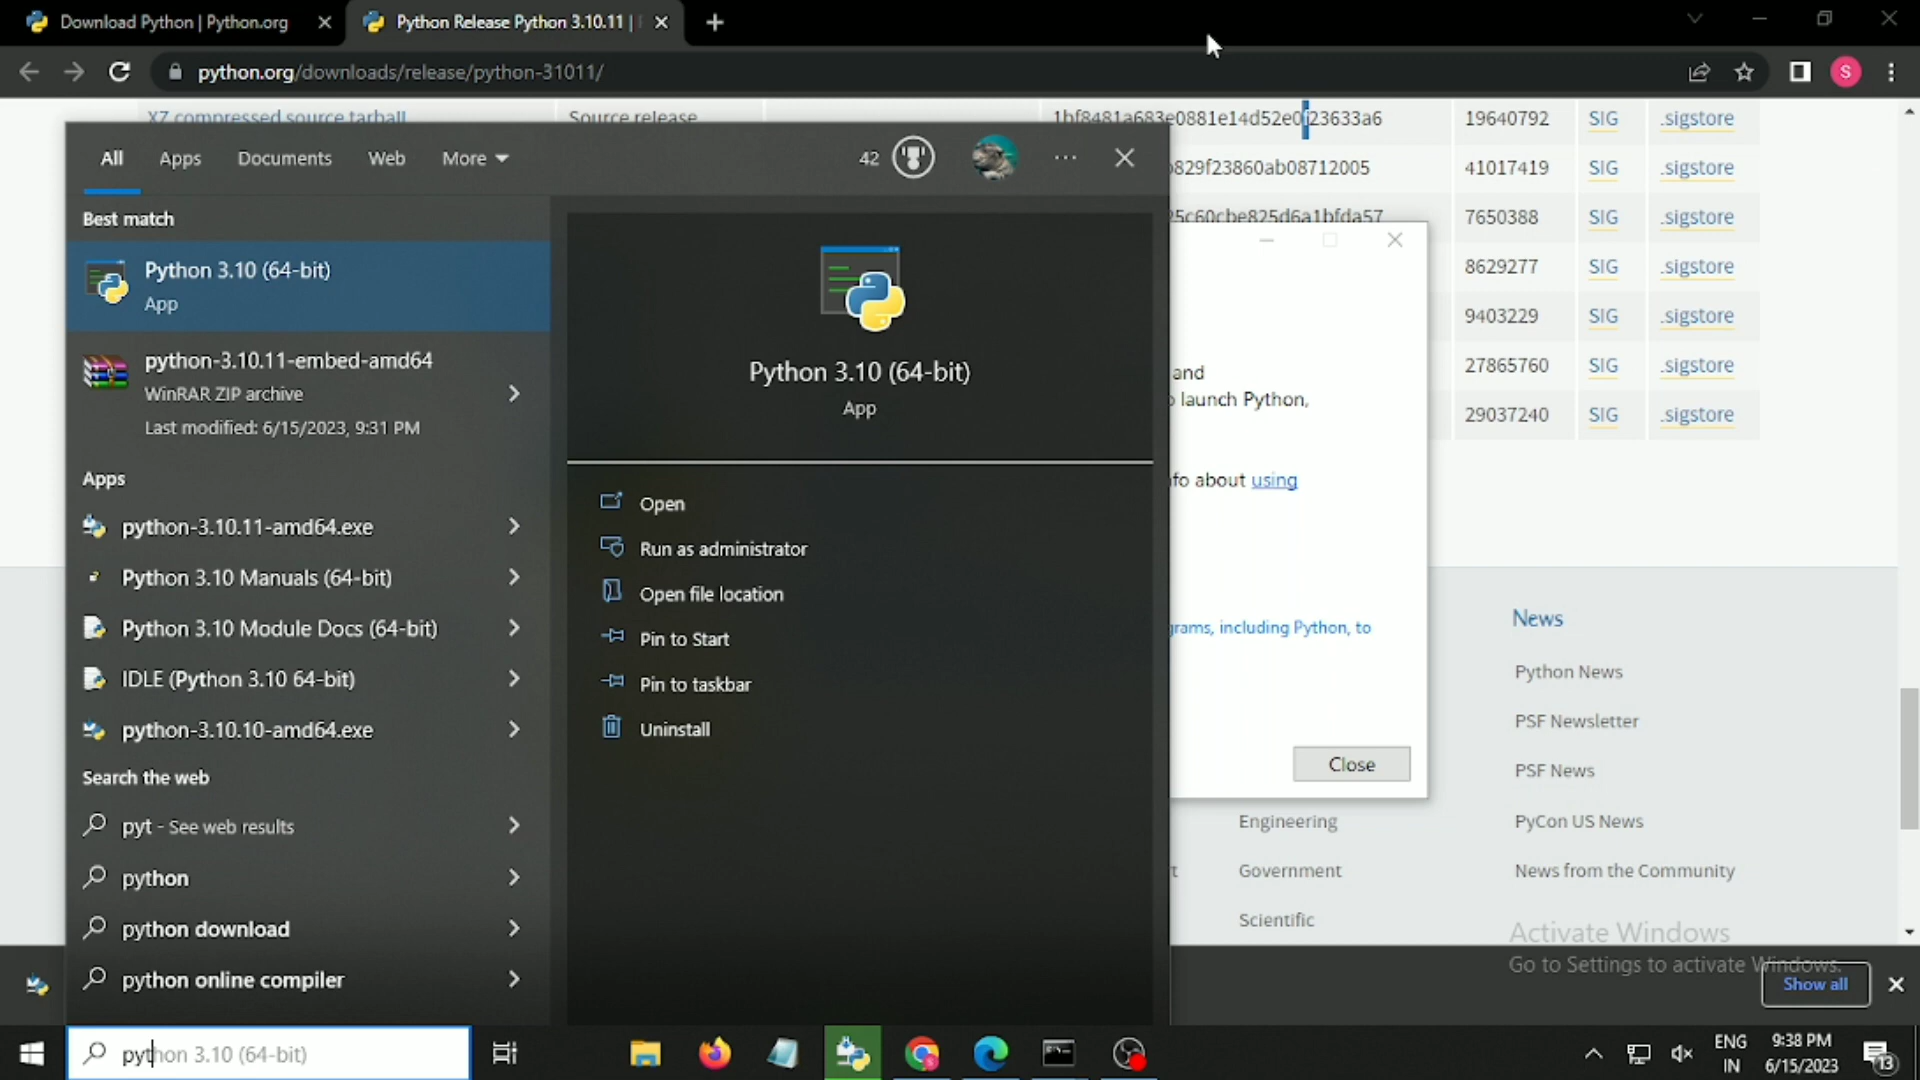 Download Python | Python.org
Python Release Python 3.10.11 |
python.org/downloads/release/python-31011/
S
XZ compressed source tarball
Source release
1bf8481a683e0881e14d52e0f23633a6
19640792
SIG
.sigstore
829f23860ab08712005
41017419
SIG
.sigstore
25c60cbe825d6a1bfda57
7650388
SIG
.sigstore
8629277
SIG
.sigstore
9403229
SIG
.sigstore
27865760
SIG
.sigstore
29037240
SIG
.sigstore
All
Apps
Documents
Web
More
42
Best match
Python 3.10 (64-bit)
App
python-3.10.11-embed-amd64
WinRAR ZIP archive
Last modified: 6/15/2023, 9:31 PM
Apps
python-3.10.11-amd64.exe
Python 3.10 Manuals (64-bit)
Python 3.10 Module Docs (64-bit)
IDLE (Python 3.10 64-bit)
python-3.10.10-amd64.exe
Search the web
pyt - See web results
python
python download
python online compiler
Python 3.10 (64-bit)
App
Open
Run as administrator
Open file location
Pin to Start
Pin to taskbar
Uninstall
and
launch Python,
fo about using
grams, including Python, to
Close
Engineering
Government
Scientific
News
Python News
PSF Newsletter
PSF News
PyCon US News
News from the Community
Activate Windows
Go to Settings to activate Windows.
Show all
python 3.10 (64-bit)
ENG
IN
9:38 PM
6/15/2023
13